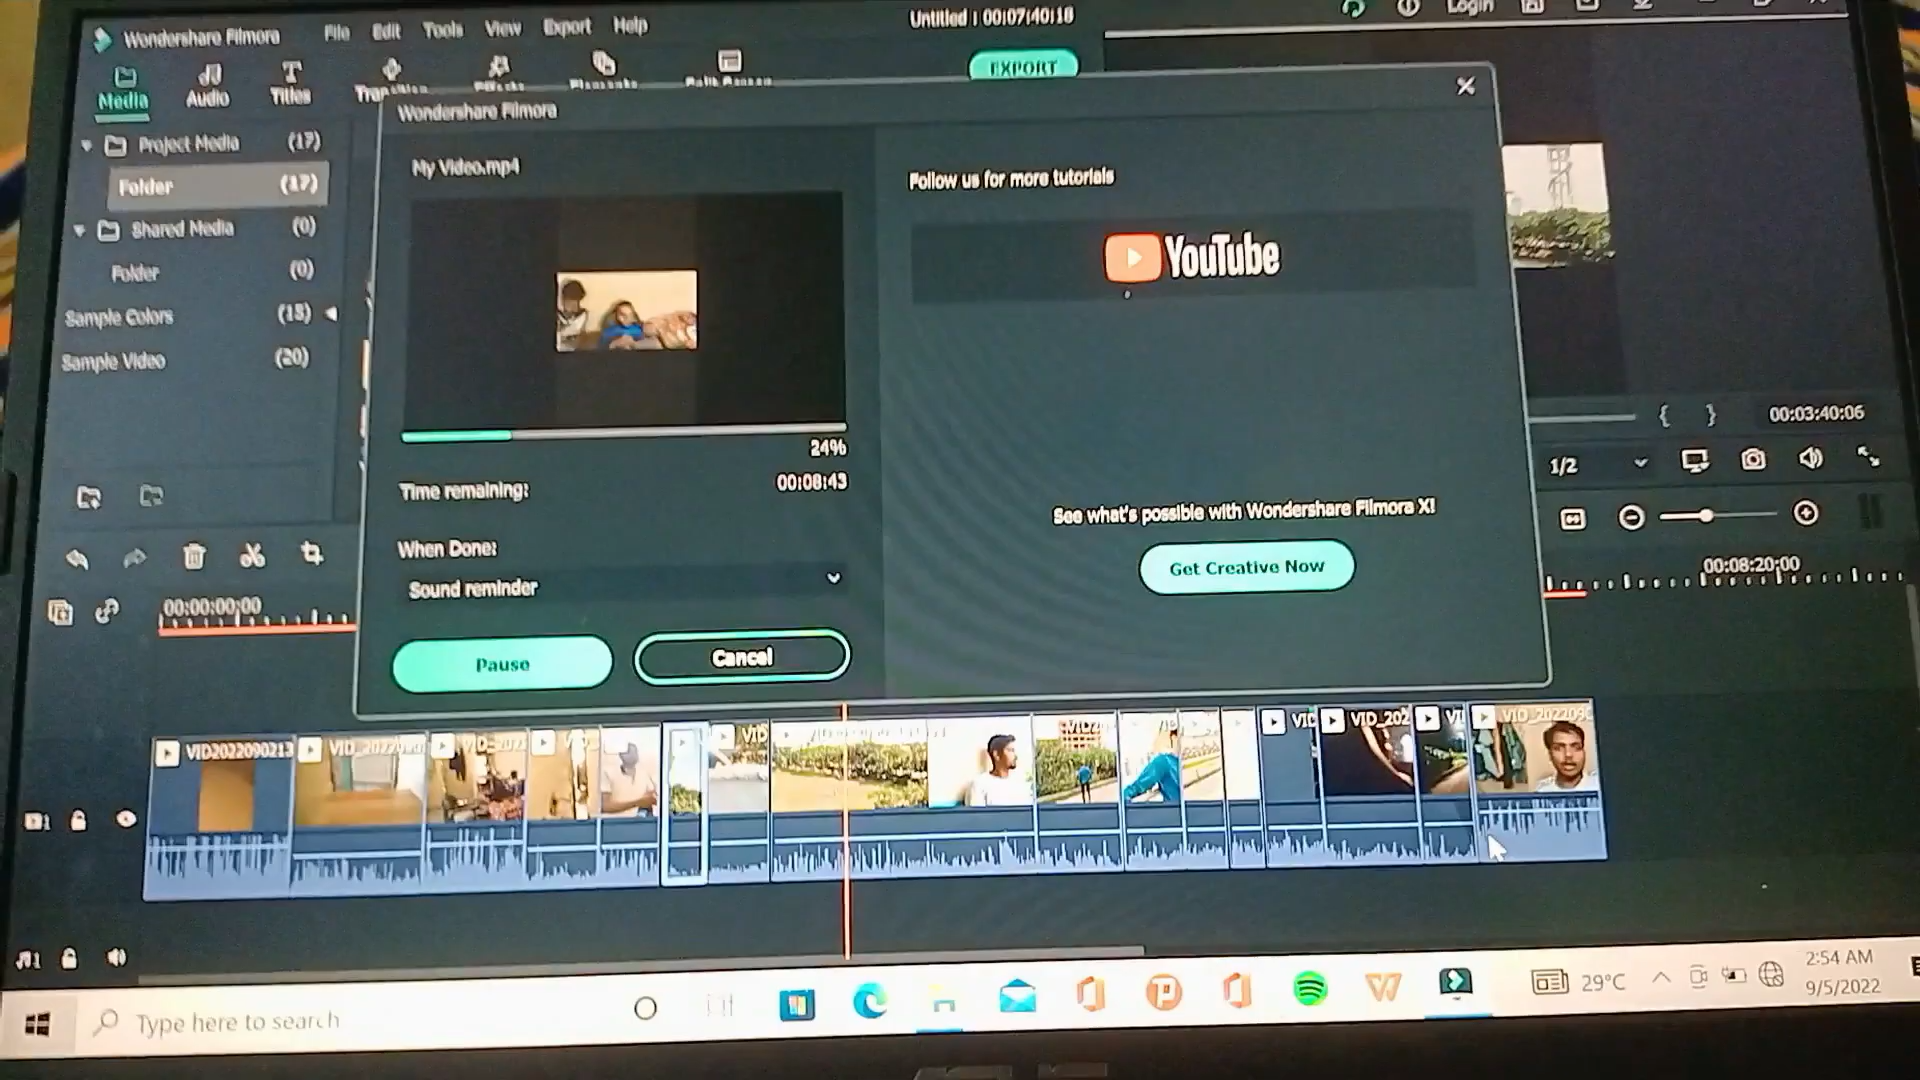 Wondershare Filmora
File Edit Tools View Export Help
Untitled : 00:07:40:18
Login
Media
Audio
Titles
EXPORT
Project Media (17)
Folder (17)
Shared Media (0)
Folder (0)
Sample Colors (15)
Sample Video (20)
Wondershare Filmora
My Video.mp4
24%
Time remaining: 00:08:43
When Done:
Sound reminder
Pause
Cancel
Follow us for more tutorials
YouTube
See what's possible with Wondershare Filmora X!
Get Creative Now
00:03:40:06
1/2
00:00:00:00
00:08:20:00
VID2022090213
VID
VID_202
1
1
Type here to search
29°C
2:54 AM
9/5/2022